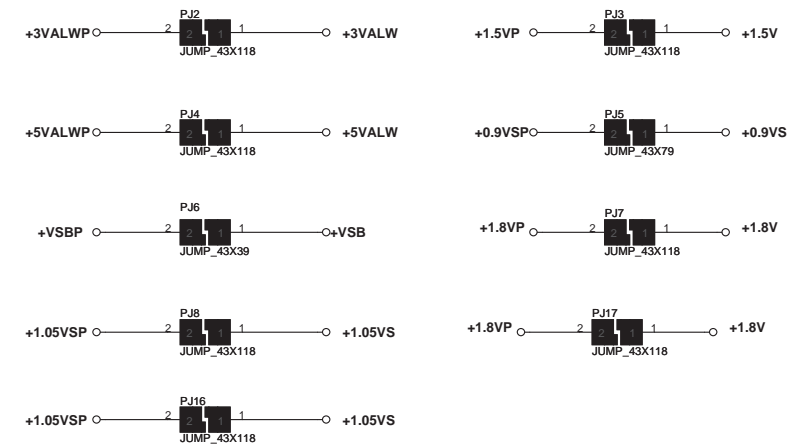 PJ2
+3VALWP 2 2 1 1 +3VALW
JUMP_43X118
PJ3
+1.5VP 2 2 1 1 +1.5V
JUMP_43X118
PJ4
+5VALWP 2 2 1 1 +5VALW
JUMP_43X118
PJ5
+0.9VSP 2 2 1 1 +0.9VS
JUMP_43X79
PJ6
+VSBP 2 2 1 1 +VSB
JUMP_43X39
PJ7
+1.8VP 2 2 1 1 +1.8V
JUMP_43X118
PJ8
+1.05VSP 2 2 1 1 +1.05VS
JUMP_43X118
PJ17
+1.8VP 2 2 1 1 +1.8V
JUMP_43X118
PJ16
+1.05VSP 2 2 1 1 +1.05VS
JUMP_43X118